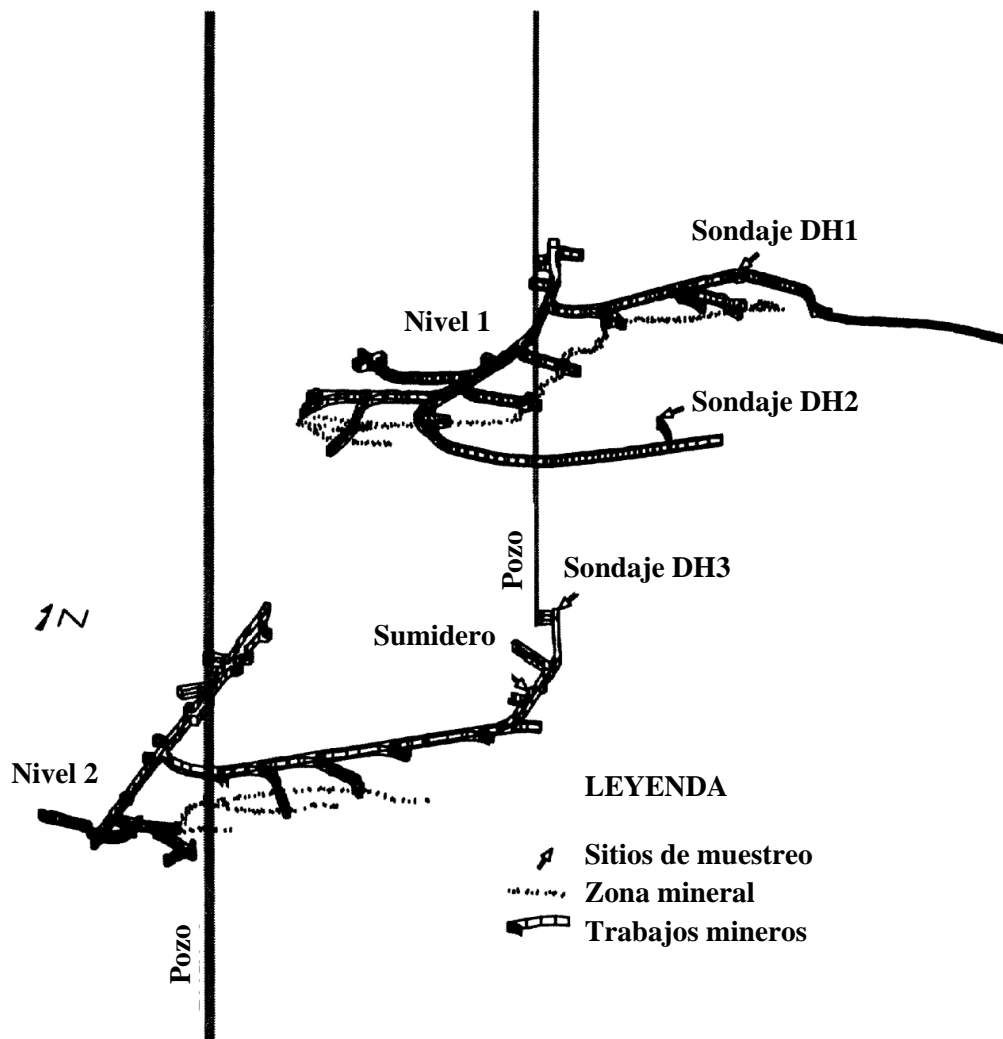 Sondaje DH1
Nivel 1
Sondaje DH2
Pozo
Sondaje DH3
1N
Sumidero
Nivel 2
LEYENDA
Sitios de muestreo
Zona mineral
Trabajos mineros
Pozo